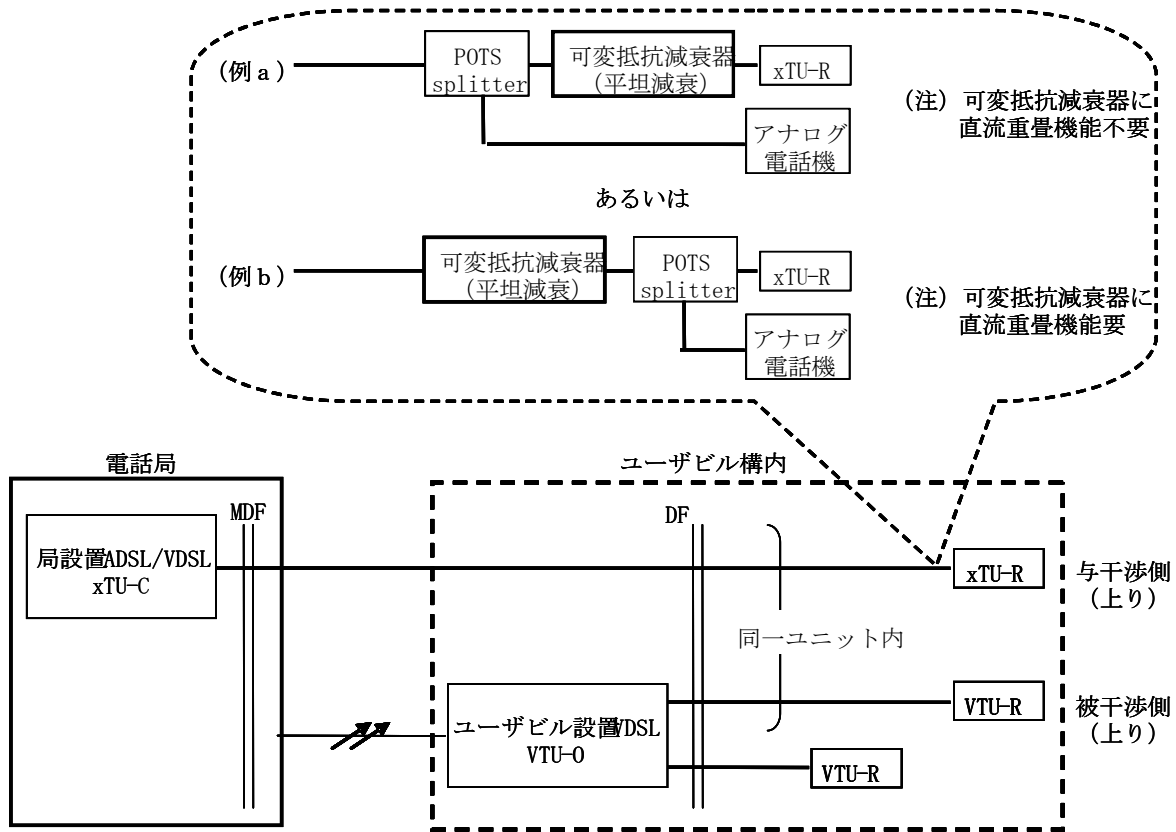 (例a)
POTS
splitter
可変抵抗減衰器
(平坦減衰)
xTU-R
(注) 可変抵抗減衰器に
直流重畳機能不要
アナログ
電話機
あるいは
(例b)
可変抵抗減衰器
(平坦減衰)
POTS
splitter
xTU-R
(注) 可変抵抗減衰器に
直流重畳機能要
アナログ
電話機
電話局
ユーザビル構内
MDF
DF
局設置ADSL/VDSL
xTU-C
xTU-R
与干渉側
(上り)
同一ユニット内
ユーザビル設置VDSL
VTU-O
VTU-R
被干渉側
(上り)
VTU-R